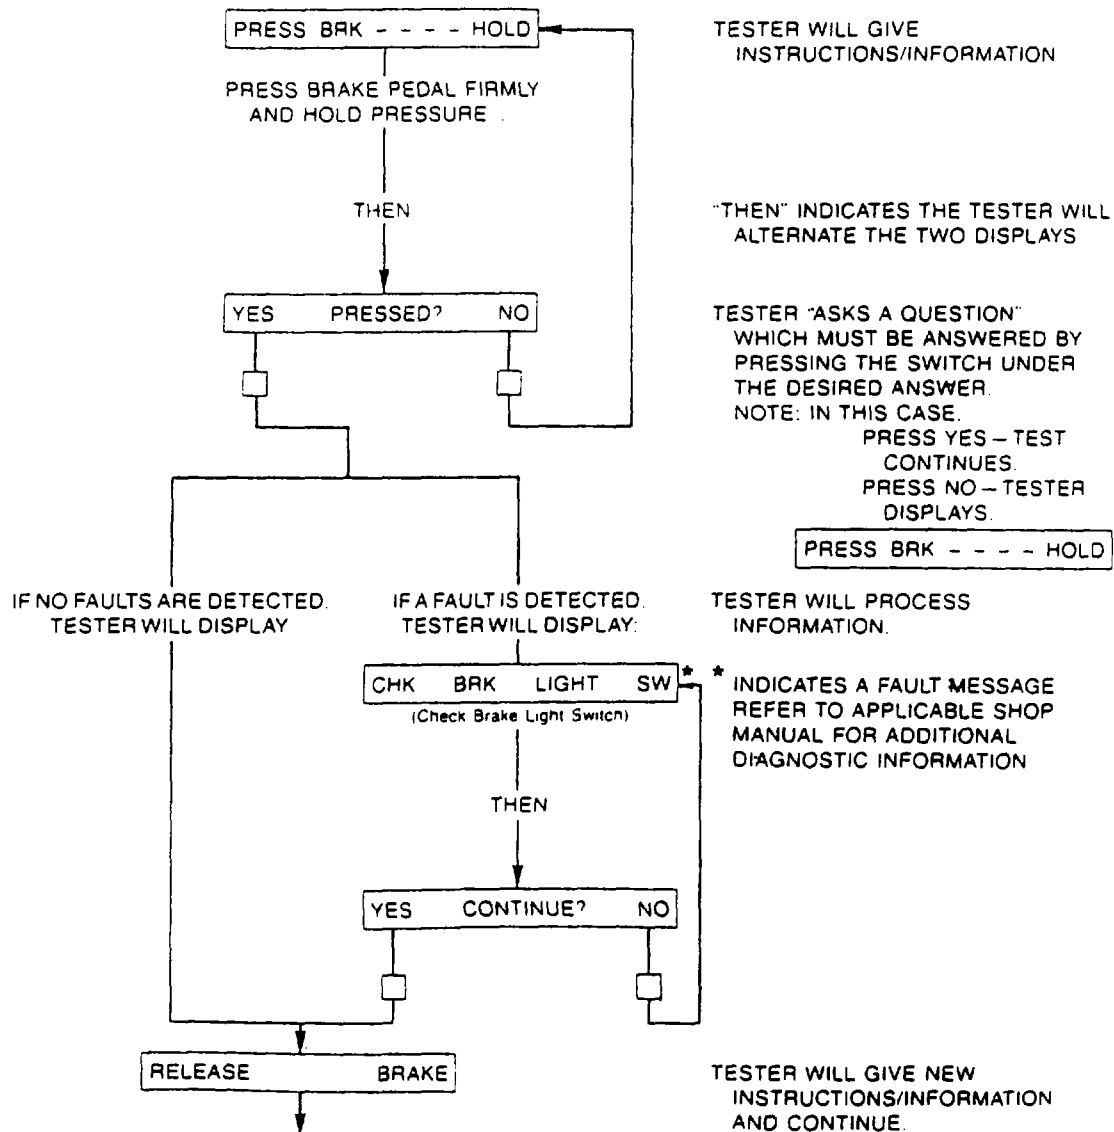 PRESS BRK - - - - HOLD
TESTER WILL GIVE
INSTRUCTIONS/INFORMATION
PRESS BRAKE PEDAL FIRMLY
AND HOLD PRESSURE .
THEN
"THEN" INDICATES THE TESTER WILL
ALTERNATE THE TWO DISPLAYS
YES PRESSED? NO
TESTER "ASKS A QUESTION"
WHICH MUST BE ANSWERED BY
PRESSING THE SWITCH UNDER
THE DESIRED ANSWER.
NOTE: IN THIS CASE.
PRESS YES – TEST
CONTINUES.
PRESS NO – TESTER
DISPLAYS.
PRESS BRK - - - - HOLD
IF NO FAULTS ARE DETECTED.
TESTER WILL DISPLAY
IF A FAULT IS DETECTED.
TESTER WILL DISPLAY:
TESTER WILL PROCESS
INFORMATION.
CHK BRK LIGHT SW *
(Check Brake Light Switch)
* INDICATES A FAULT MESSAGE
REFER TO APPLICABLE SHOP
MANUAL FOR ADDITIONAL
DIAGNOSTIC INFORMATION
THEN
YES CONTINUE? NO
RELEASE BRAKE
TESTER WILL GIVE NEW
INSTRUCTIONS/INFORMATION
AND CONTINUE.